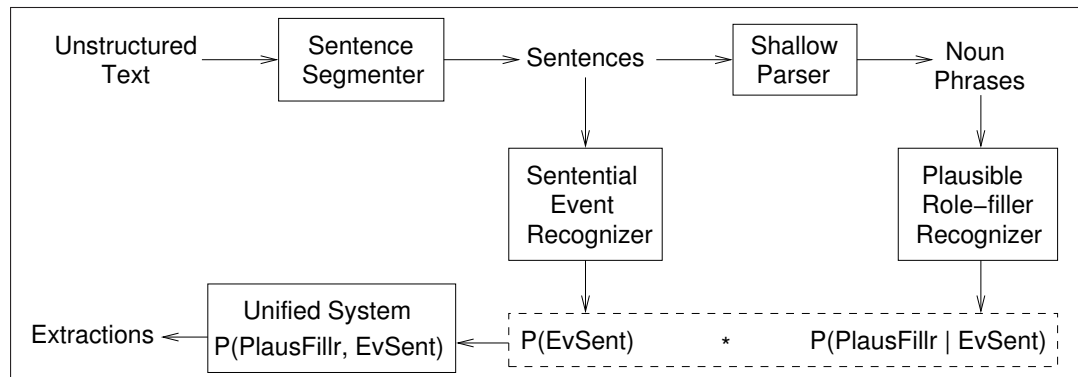 Unstructured
Text
Sentence
Segmenter
Sentences
Shallow
Parser
Noun
Phrases
Sentential
Event
Recognizer
Plausible
Role−filler
Recognizer
Extractions
Unified System
P(PlausFillr, EvSent)
P(EvSent) * P(PlausFillr | EvSent)